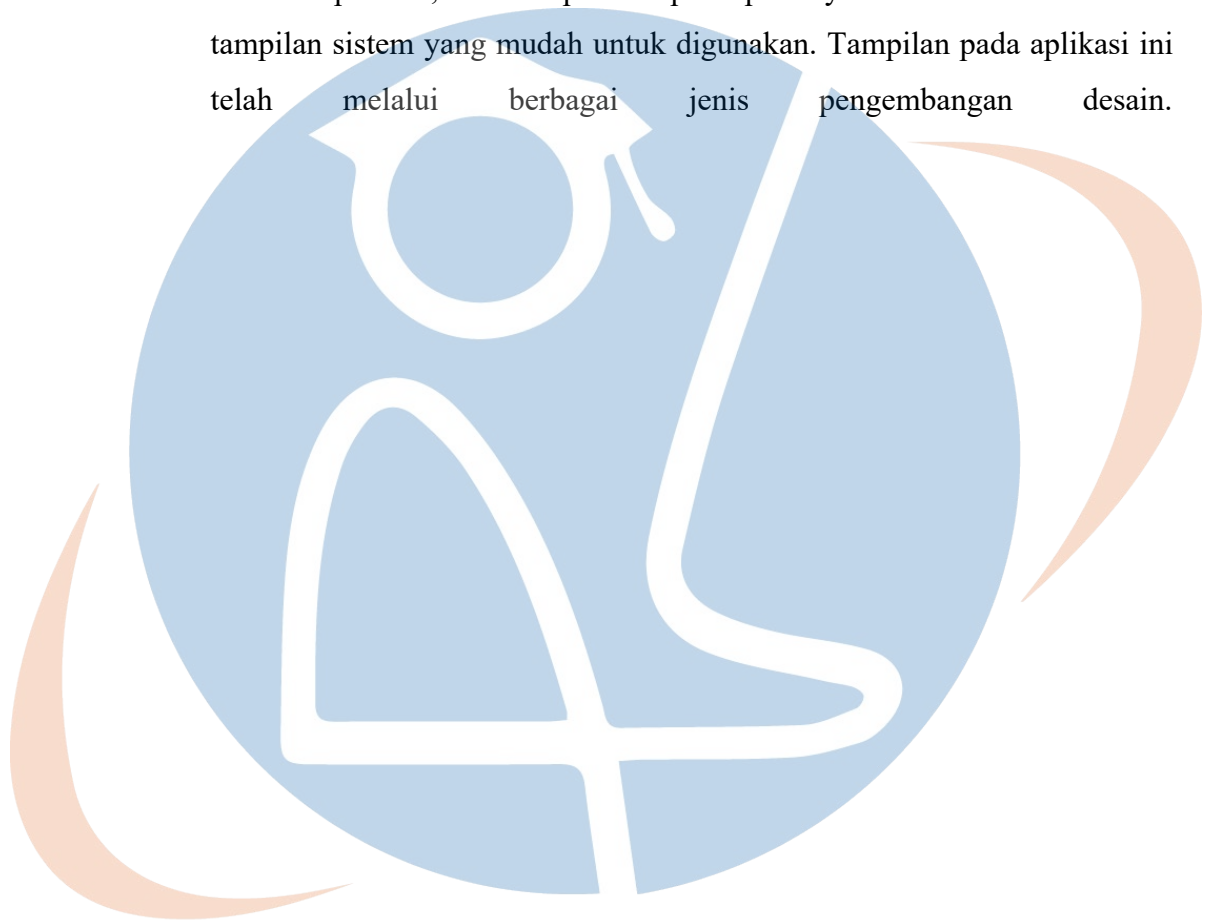 tampilan sistem yang mudah untuk digunakan. Tampilan pada aplikasi ini
telah melalui berbagai jenis pengembangan desain.